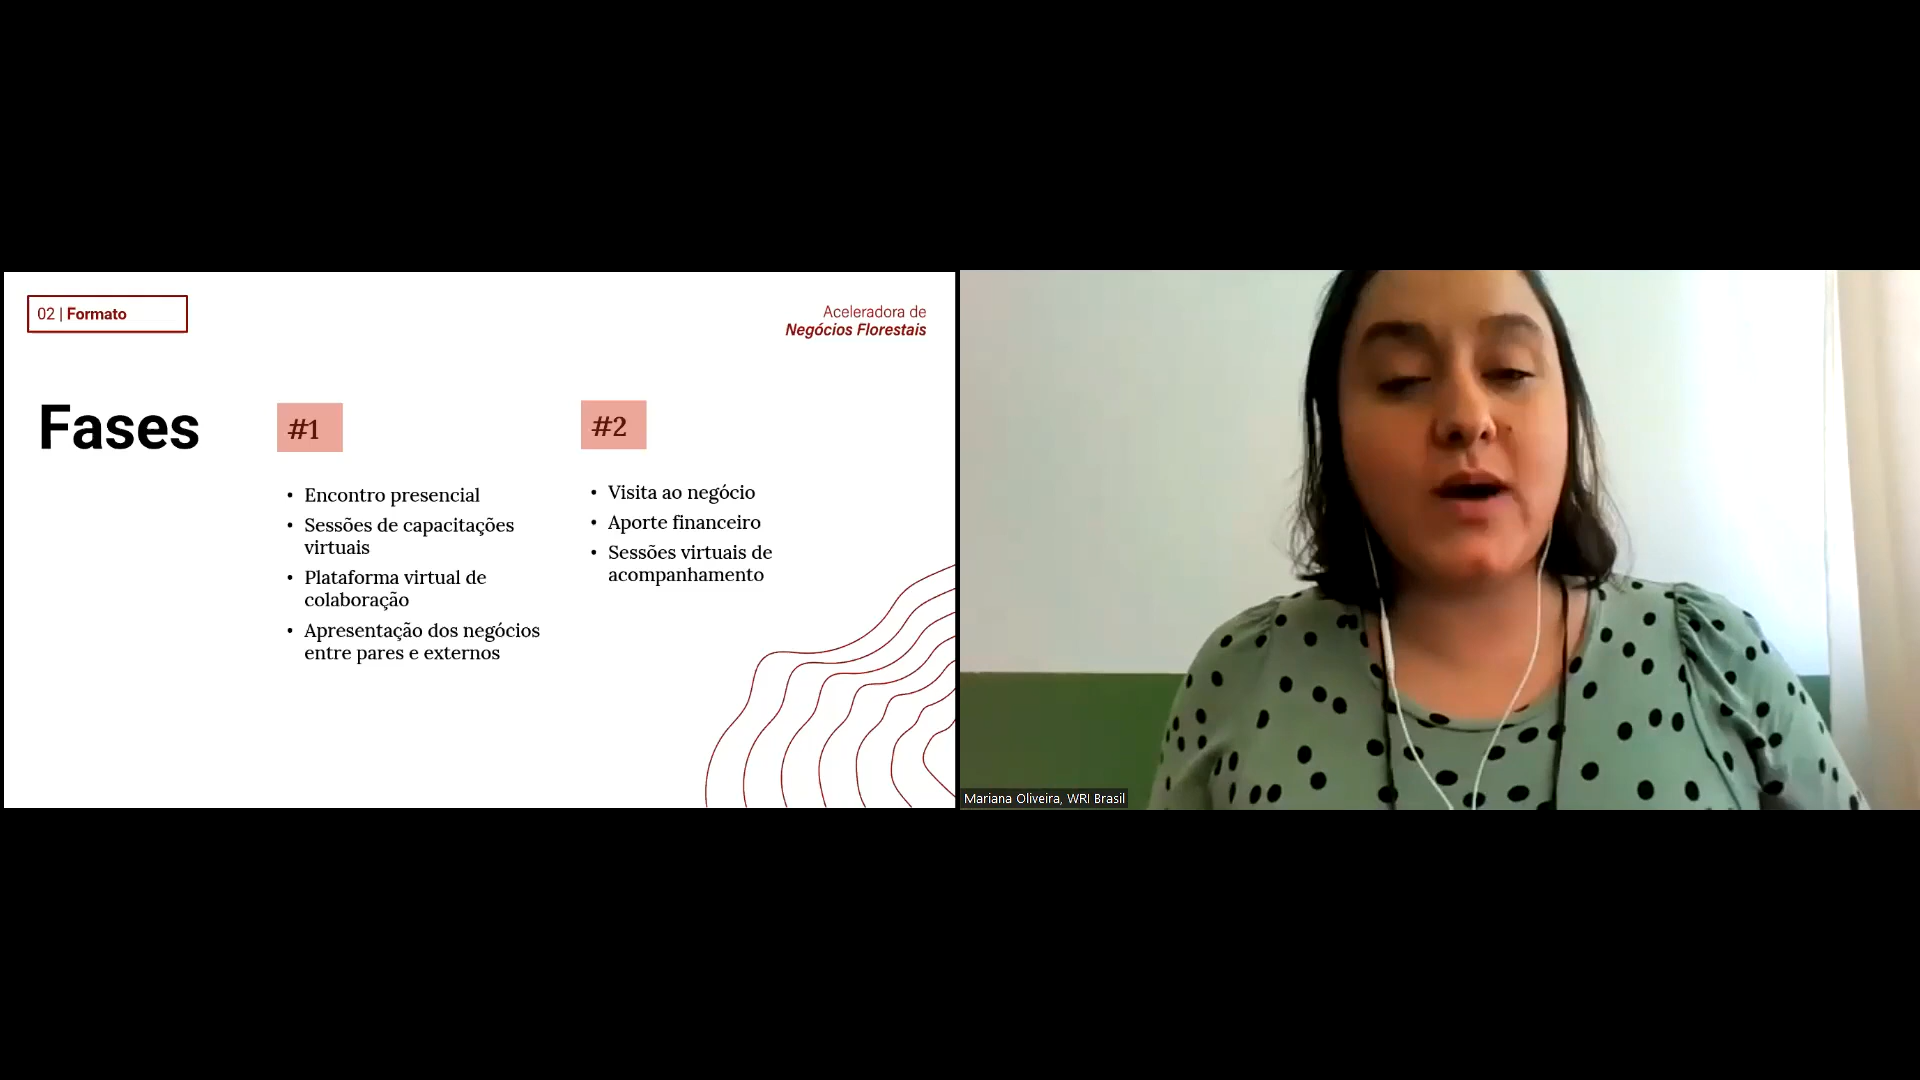 02 | Formato
Aceleradora de
Negócios Florestais
Fases
#1
• Encontro presencial
• Sessões de capacitações
virtuais
• Plataforma virtual de
colaboração
• Apresentação dos negócios
entre pares e externos
#2
• Visita ao negócio
• Aporte financeiro
• Sessões virtuais de
acompanhamento
Mariana Oliveira, WRI Brasil